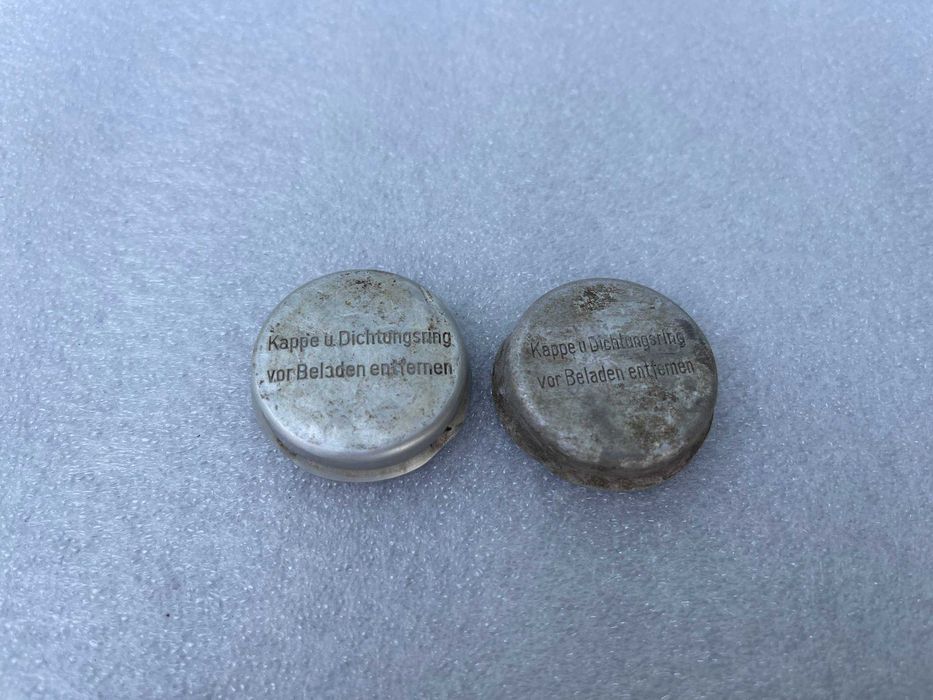 Kappe u. Dichtungsring
vor Beladen entfernen
Kappe u. Dichtungsring
vor Beladen entfernen